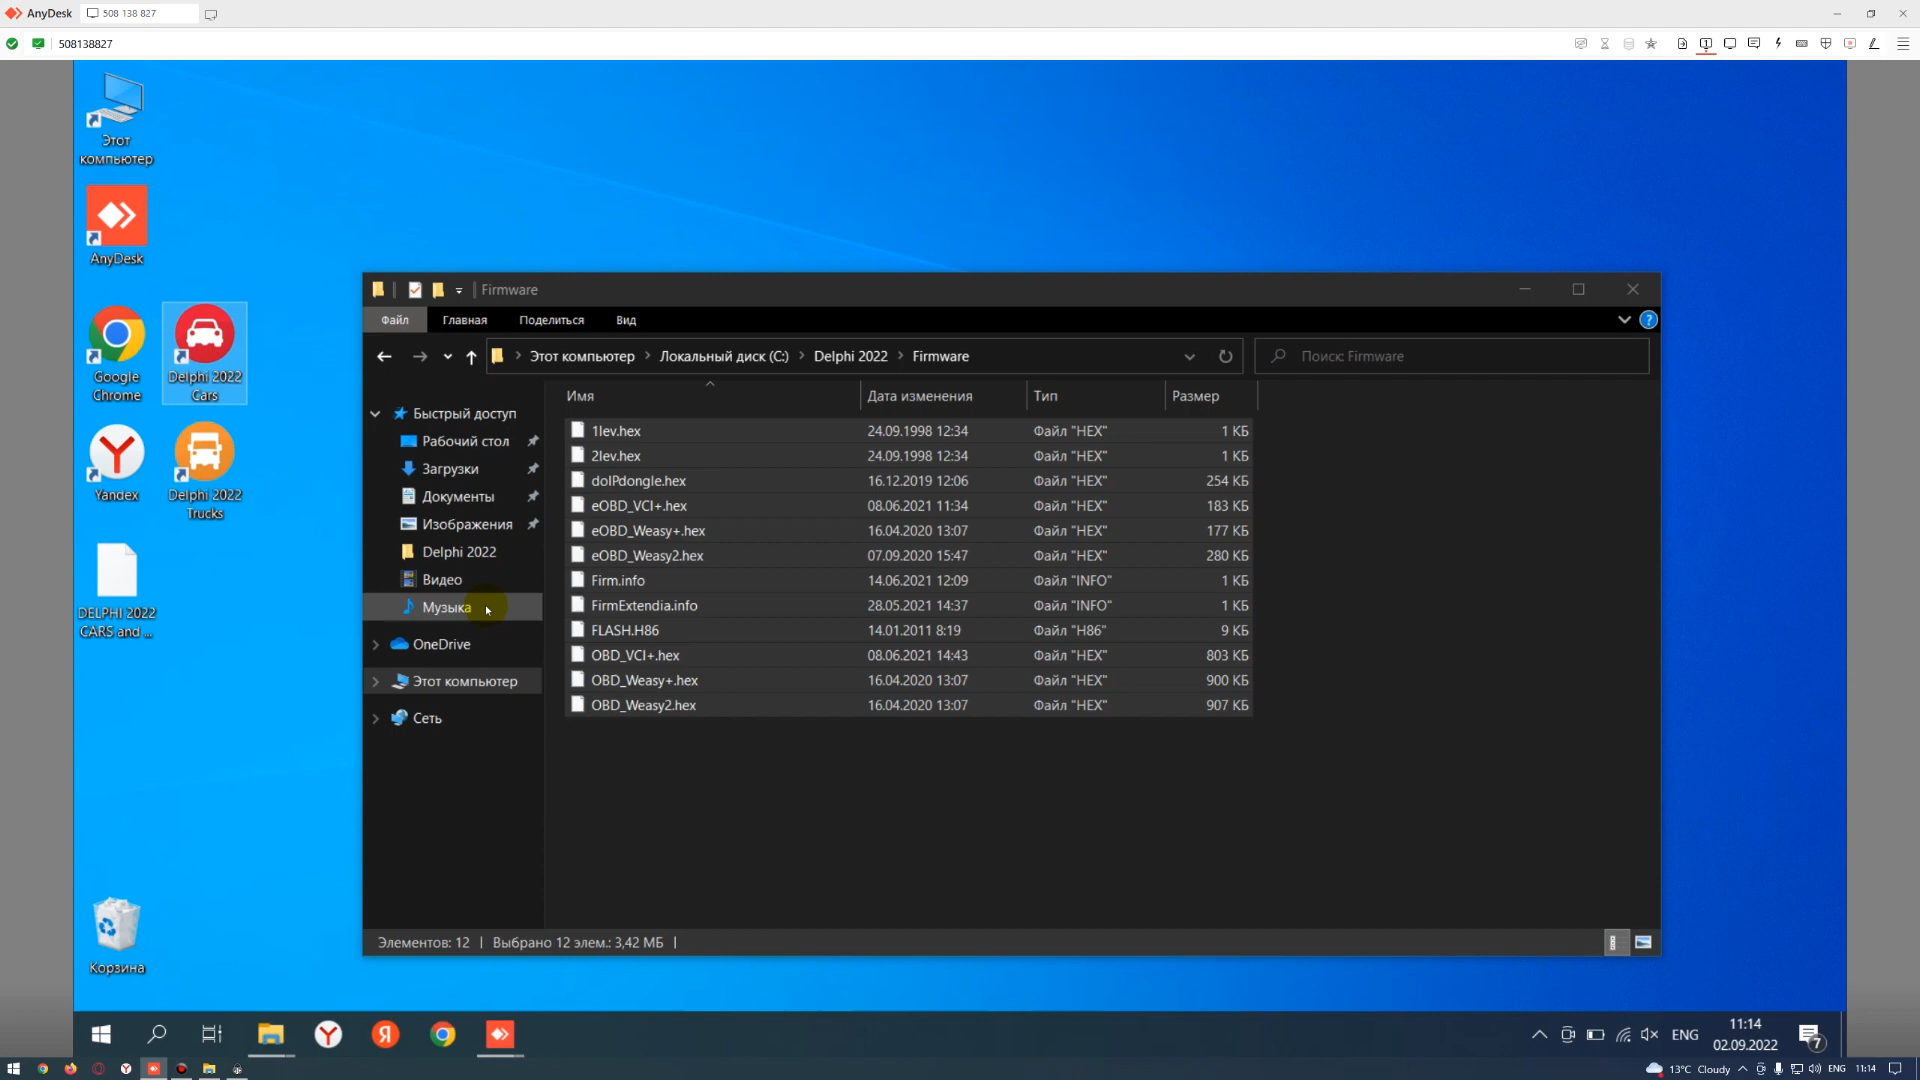 AnyDesk
508 138 827
508138827
Этот
компьютер
AnyDesk
Google
Chrome
Delphi 2022
Cars
Yandex
Delphi 2022
Trucks
DELPHI 2022
CARS and ...
Корзина
Firmware
Файл
Главная
Поделиться
Вид
Этот компьютер
Локальный диск (C:)
Delphi 2022
Firmware
Поиск: Firmware
Быстрый доступ
Рабочий стол
Загрузки
Документы
Изображения
Delphi 2022
Видео
Музыка
OneDrive
Этот компьютер
Сеть
Имя Дата изменения Тип Размер
1lev.hex 24.09.1998 12:34 Файл "HEX" 1 КБ
2lev.hex 24.09.1998 12:34 Файл "HEX" 1 КБ
doIPdongle.hex 16.12.2019 12:06 Файл "HEX" 254 КБ
eOBD_VCI+.hex 08.06.2021 11:34 Файл "HEX" 183 КБ
eOBD_Weasy+.hex 16.04.2020 13:07 Файл "HEX" 177 КБ
eOBD_Weasy2.hex 07.09.2020 15:47 Файл "HEX" 280 КБ
Firm.info 14.06.2021 12:09 Файл "INFO" 1 КБ
FirmExtendia.info 28.05.2021 14:37 Файл "INFO" 1 КБ
FLASH.H86 14.01.2011 8:19 Файл "H86" 9 КБ
OBD_VCI+.hex 08.06.2021 14:43 Файл "HEX" 803 КБ
OBD_Weasy+.hex 16.04.2020 13:07 Файл "HEX" 900 КБ
OBD_Weasy2.hex 16.04.2020 13:07 Файл "HEX" 907 КБ
Элементов: 12 Выбрано 12 элем.: 3,42 МБ
ENG
11:14
02.09.2022
7
13°C Cloudy
ENG
11:14